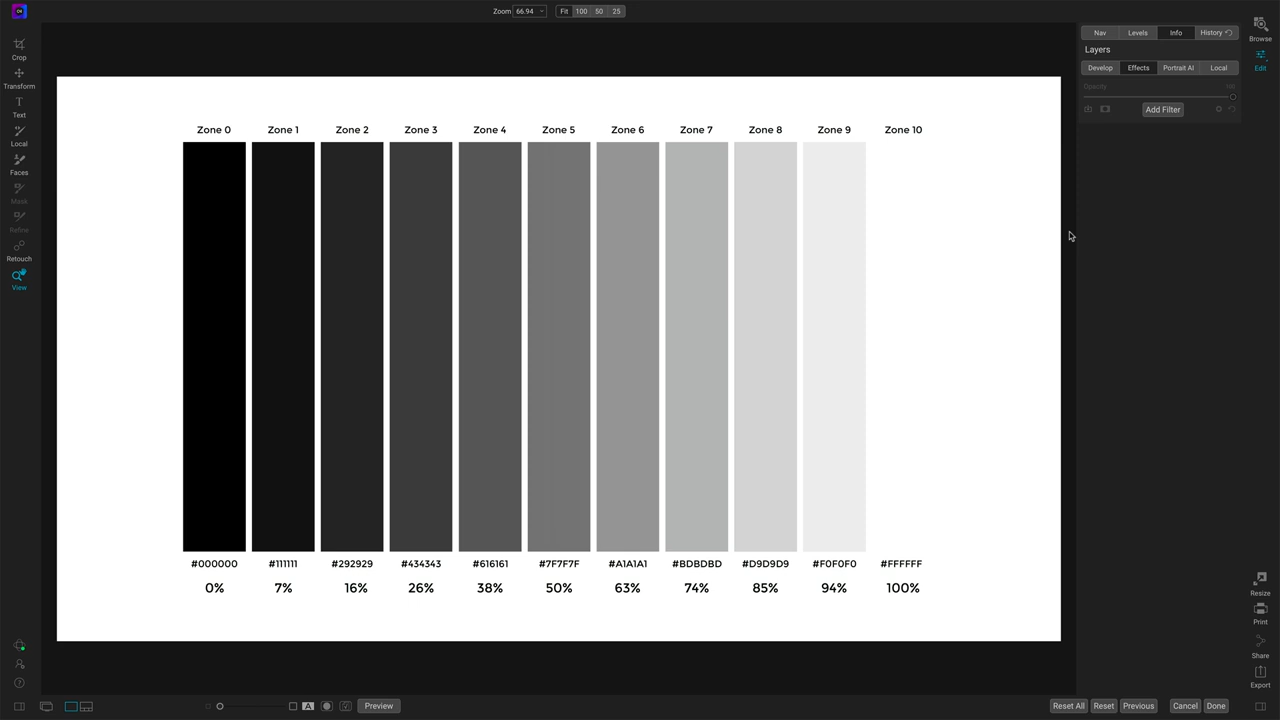 Zoom 66.94 Fit 100 50 25
Crop
Transform
Text
Local
Faces
Mask
Refine
Retouch
View
Zone 0 Zone 1 Zone 2 Zone 3 Zone 4 Zone 5 Zone 6 Zone 7 Zone 8 Zone 9 Zone 10
#000000 #111111 #292929 #434343 #616161 #7F7F7F #A1A1A1 #BDBDBD #D9D9D9 #F0F0F0 #FFFFFF
0% 7% 16% 26% 38% 50% 63% 74% 85% 94% 100%
Nav Levels Info History
Layers
Develop Effects Portrait AI Local
Opacity 100
Add Filter
Browse
Edit
Resize
Print
Share
Export
A Preview
Reset All Reset Previous Cancel Done